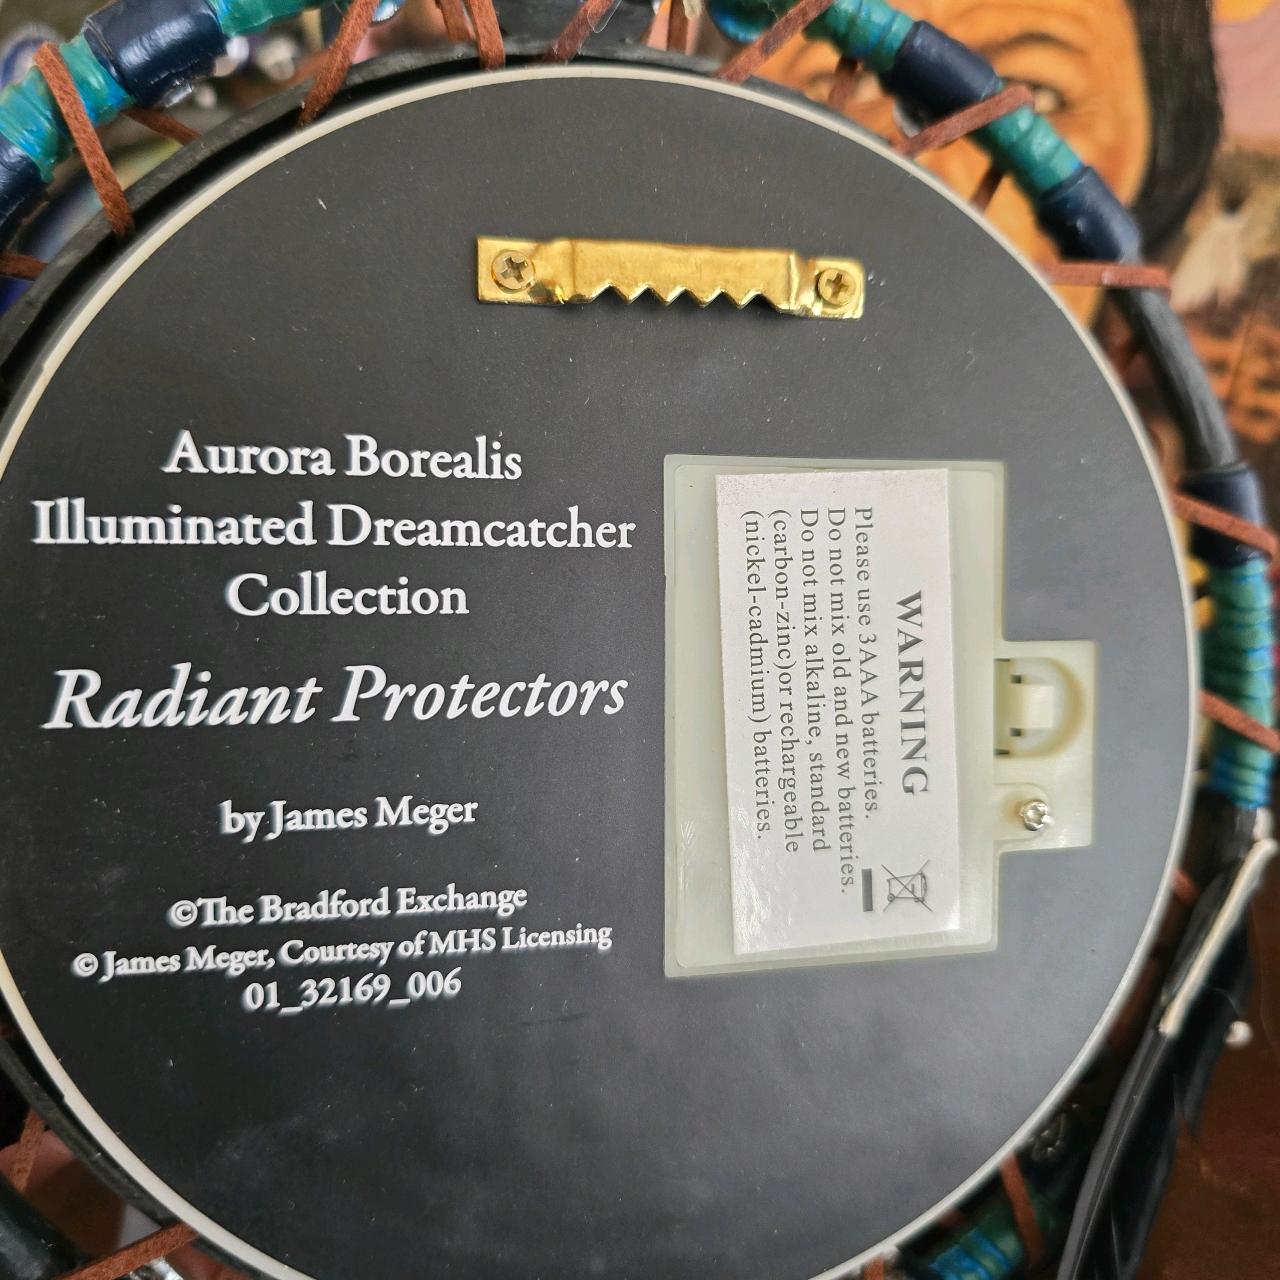 Aurora Borealis
Illuminated Dreamcatcher
Collection
Radiant Protectors
by James Meger
©The Bradford Exchange
© James Meger, Courtesy of MHS Licensing
01_32169_006
WARNING
Please use 3 AAA batteries.
Do not mix old and new batteries.
Do not mix alkaline, standard
(carbon-zinc)or rechargeable
(nickel-cadmium) batteries.